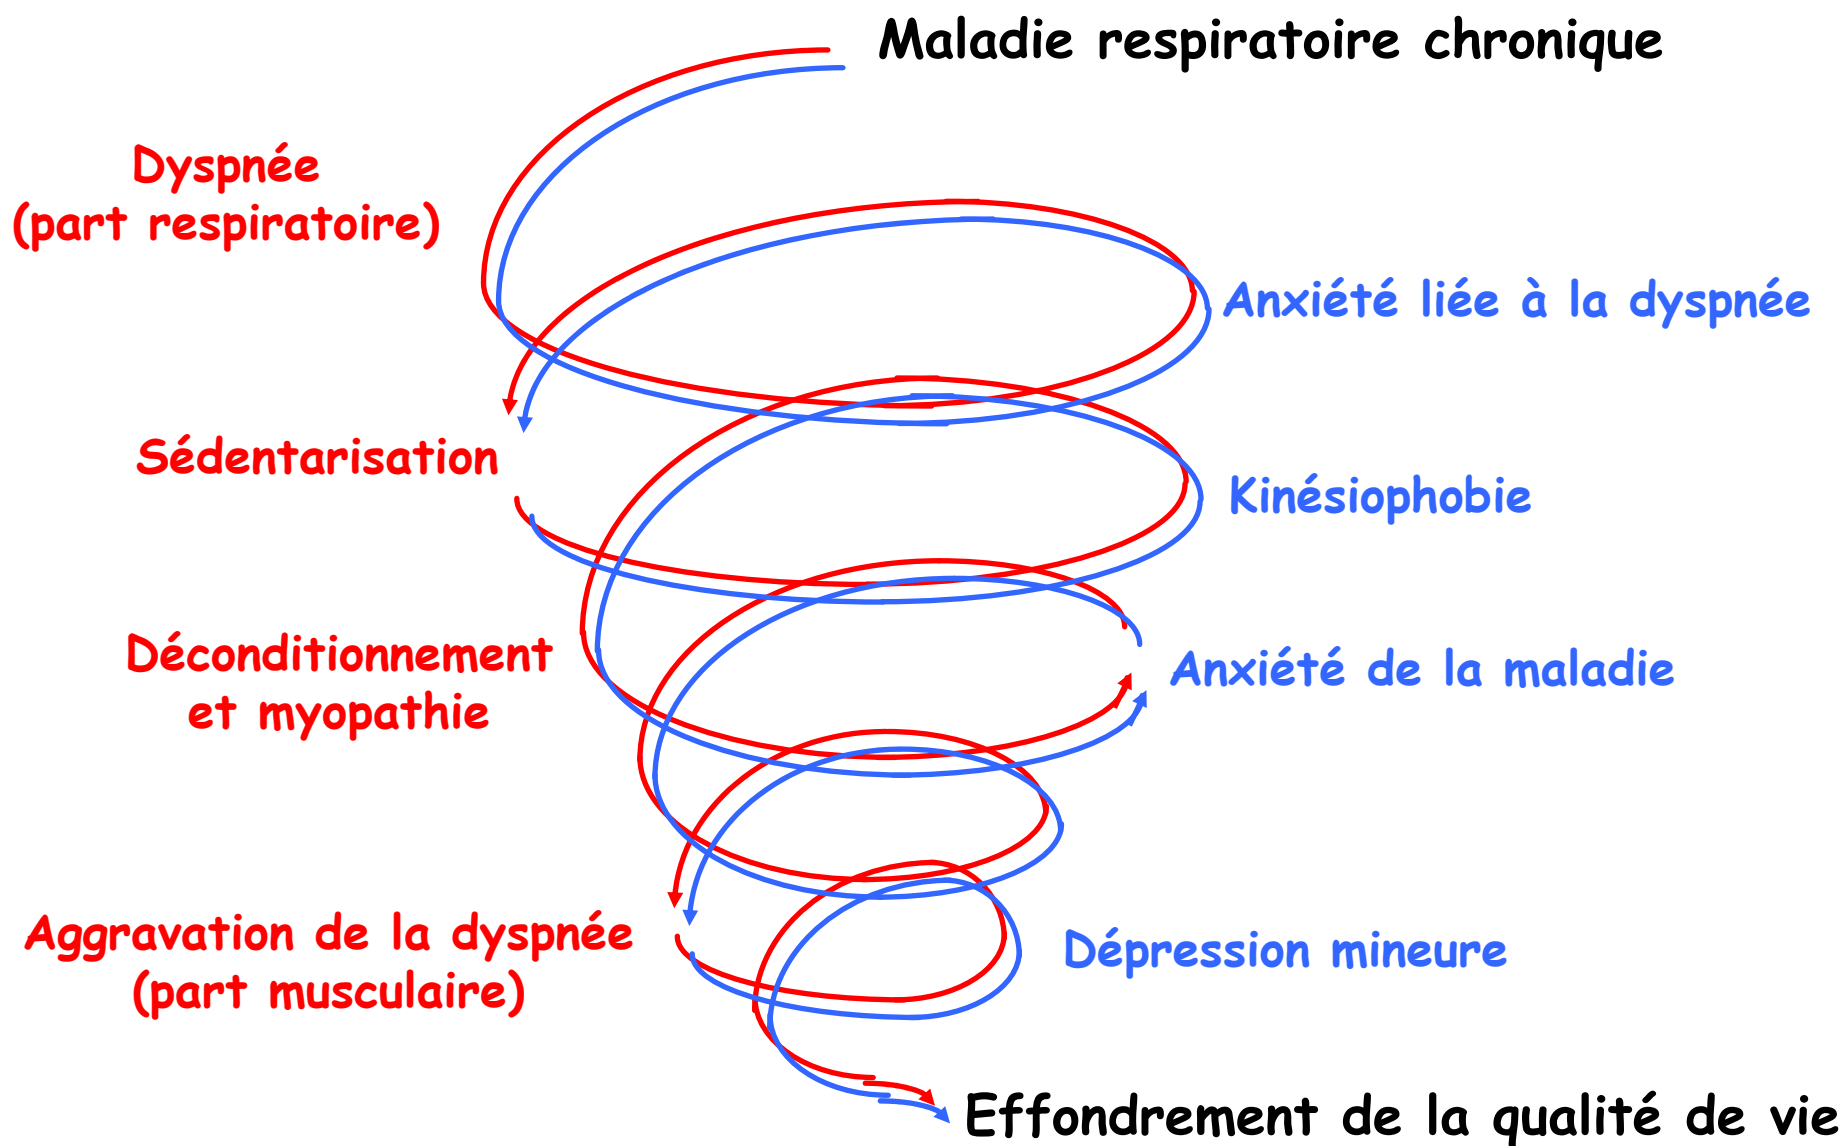 Maladie respiratoire chronique
Dyspnée
(part respiratoire)
Anxiété liée à la dyspnée
Sédentarisation
Kinésiophobie
Déconditionnement
et myopathie
Anxiété de la maladie
Aggravation de la dyspnée
(part musculaire)
Dépression mineure
Effondrement de la qualité de vie